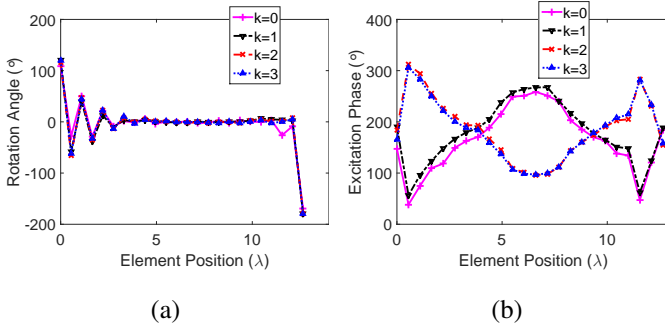 200
100
0
-100
-200
Rotation Angle (°)
0
5
10
Element Position (λ)
k=0
k=1
k=2
k=3
(a)
400
300
200
100
0
Excitation Phase (°)
0
5
10
Element Position (λ)
k=0
k=1
k=2
k=3
(b)